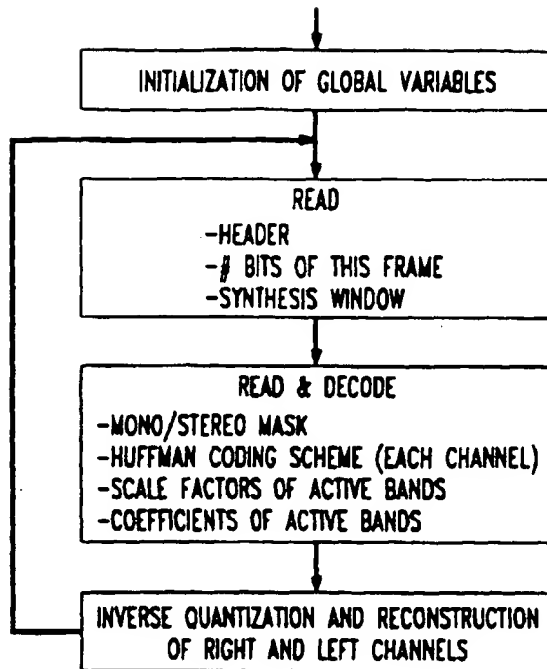 INITIALIZATION OF GLOBAL VARIABLES
READ
-HEADER
-# BITS OF THIS FRAME
-SYNTHESIS WINDOW
READ & DECODE
-MONO/STEREO MASK
-HUFFMAN CODING SCHEME (EACH CHANNEL)
-SCALE FACTORS OF ACTIVE BANDS
-COEFFICIENTS OF ACTIVE BANDS
INVERSE QUANTIZATION AND RECONSTRUCTION
OF RIGHT AND LEFT CHANNELS